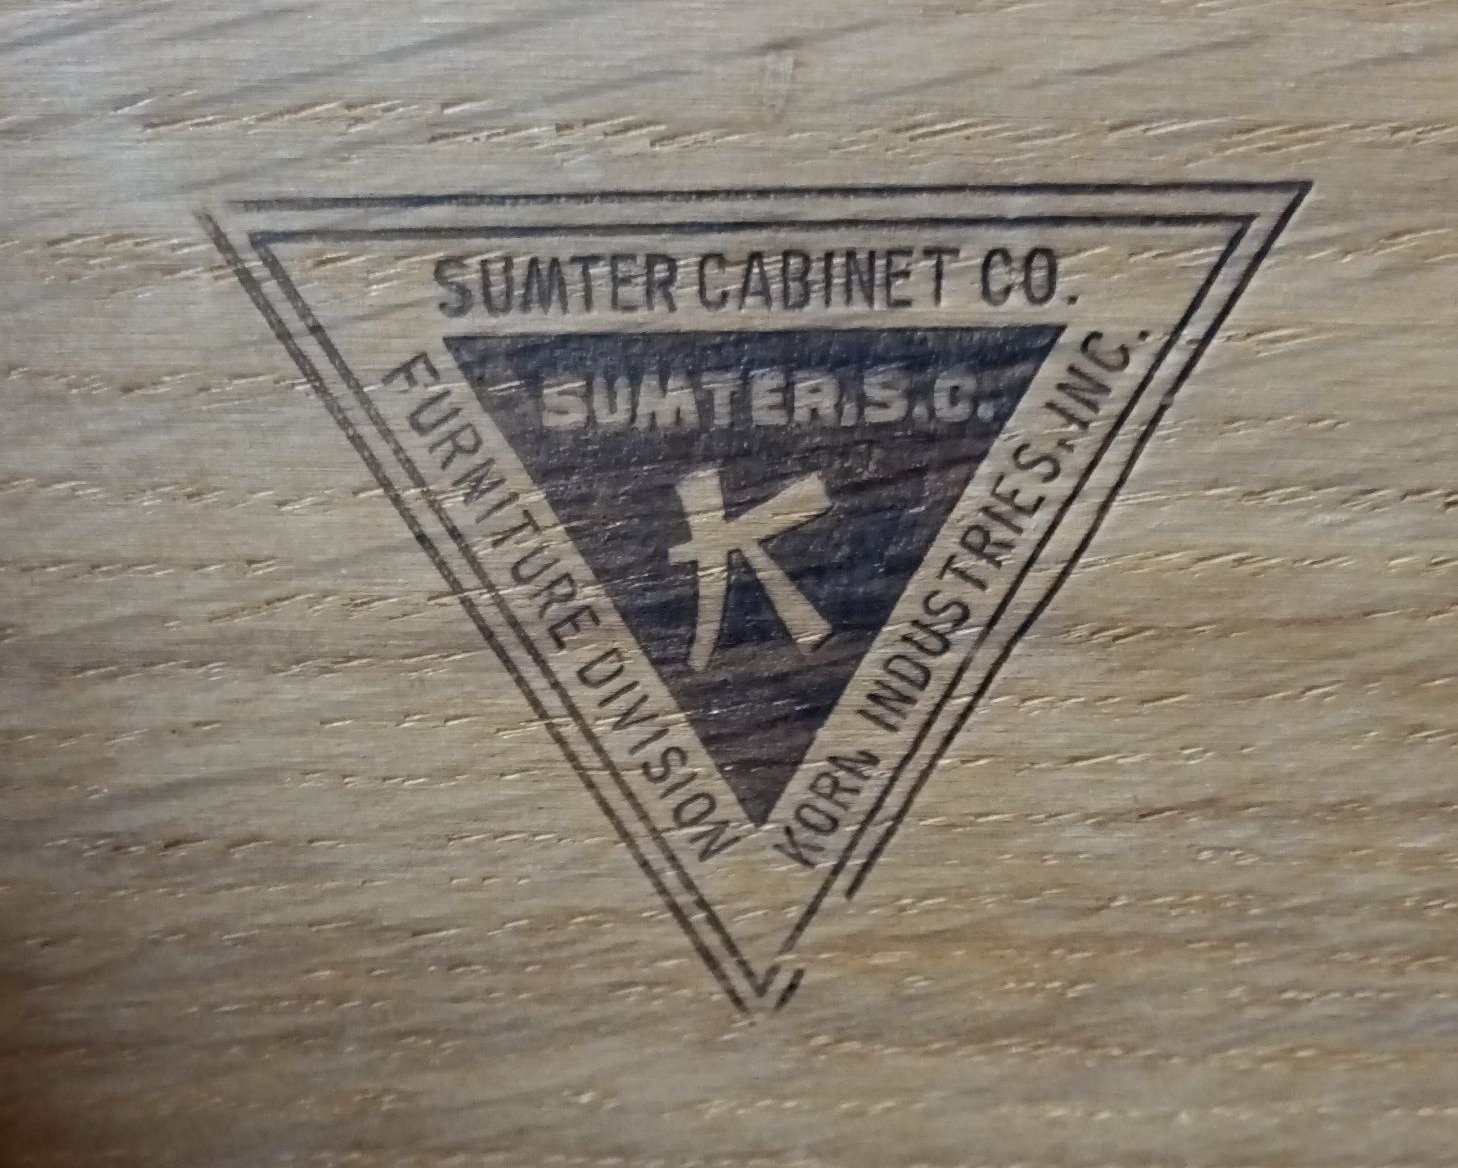 SUMTER CABINET CO.
SUMTER, S.C.
K
FURNITURE DIVISION
KORN INDUSTRIES, INC.